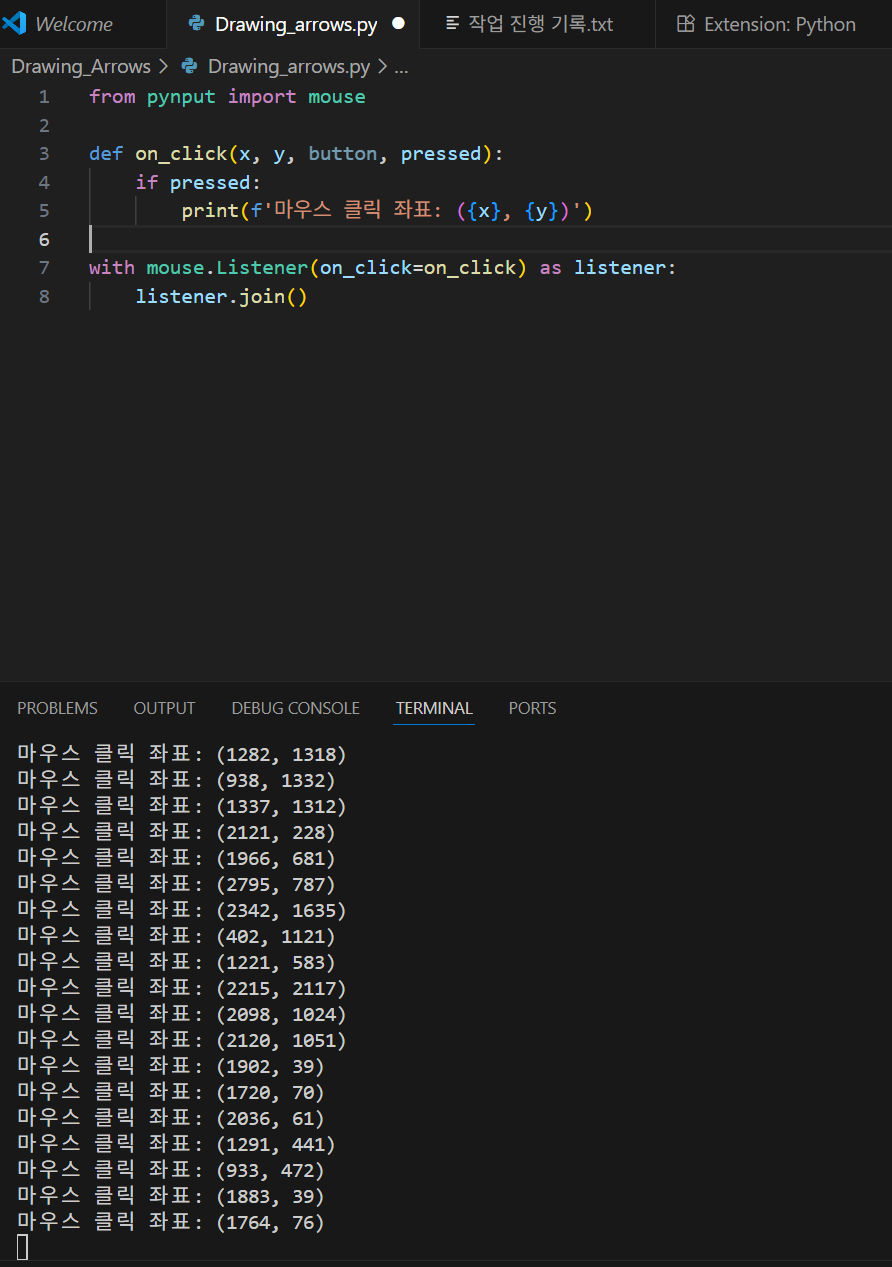 Welcome Drawing_arrows.py 작업 진행 기록.txt Extension: Python
Drawing_Arrows > Drawing_arrows.py > ...
1 from pynput import mouse
2
3 def on_click(x, y, button, pressed):
4 if pressed:
5 print(f'마우스 클릭 좌표: ({x}, {y})')
6
7 with mouse.Listener(on_click=on_click) as listener:
8 listener.join()
PROBLEMS OUTPUT DEBUG CONSOLE TERMINAL PORTS
마우스 클릭 좌표: (1282, 1318)
마우스 클릭 좌표: (938, 1332)
마우스 클릭 좌표: (1337, 1312)
마우스 클릭 좌표: (2121, 228)
마우스 클릭 좌표: (1966, 681)
마우스 클릭 좌표: (2795, 787)
마우스 클릭 좌표: (2342, 1635)
마우스 클릭 좌표: (402, 1121)
마우스 클릭 좌표: (1221, 583)
마우스 클릭 좌표: (2215, 2117)
마우스 클릭 좌표: (2098, 1024)
마우스 클릭 좌표: (2120, 1051)
마우스 클릭 좌표: (1902, 39)
마우스 클릭 좌표: (1720, 70)
마우스 클릭 좌표: (2036, 61)
마우스 클릭 좌표: (1291, 441)
마우스 클릭 좌표: (933, 472)
마우스 클릭 좌표: (1883, 39)
마우스 클릭 좌표: (1764, 76)